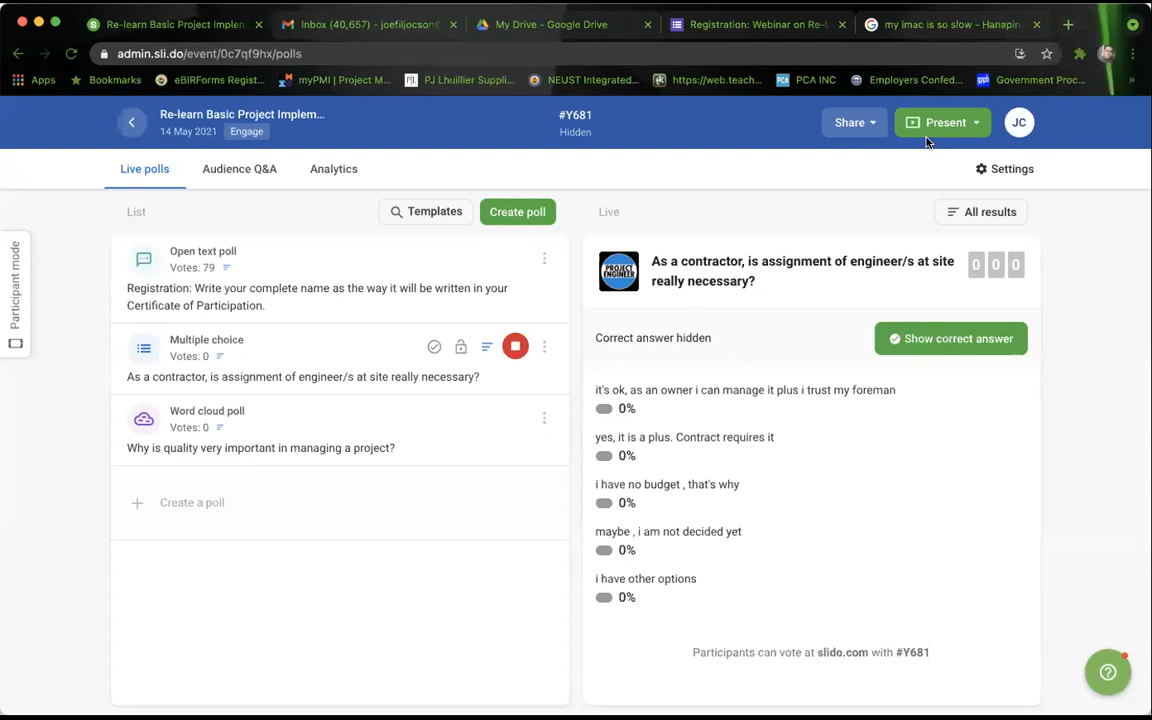 Re-learn Basic Project Implem
Inbox (40,657) - joefiljocson@
My Drive - Google Drive
Registration: Webinar on Re-L
my imac is so slow - Hanapin
admin.sli.do/event/0c7qf9hx/polls
Apps
Bookmarks
eBIRForms Regist...
myPMI | Project M...
PJ Lhuillier Suppli...
NEUST Integrated...
https://web.teach...
PCA INC
Employers Confed...
Government Proc...
»
Re-learn Basic Project Implem...
14 May 2021 Engage
#Y681
Hidden
Share
Present
JC
Live polls
Audience Q&A
Analytics
Settings
Participant mode
List
Templates
Create poll
Open text poll
Votes: 79
Registration: Write your complete name as the way it will be written in your
Certificate of Participation.
Multiple choice
Votes: 0
As a contractor, is assignment of engineer/s at site really necessary?
Word cloud poll
Votes: 0
Why is quality very important in managing a project?
+ Create a poll
Live
All results
PROJECT
ENGINEER
As a contractor, is assignment of engineer/s at site
really necessary?
0 0 0
Correct answer hidden
Show correct answer
it's ok, as an owner i can manage it plus i trust my foreman
0%
yes, it is a plus. Contract requires it
0%
i have no budget , that's why
0%
maybe , i am not decided yet
0%
i have other options
0%
Participants can vote at slido.com with #Y681